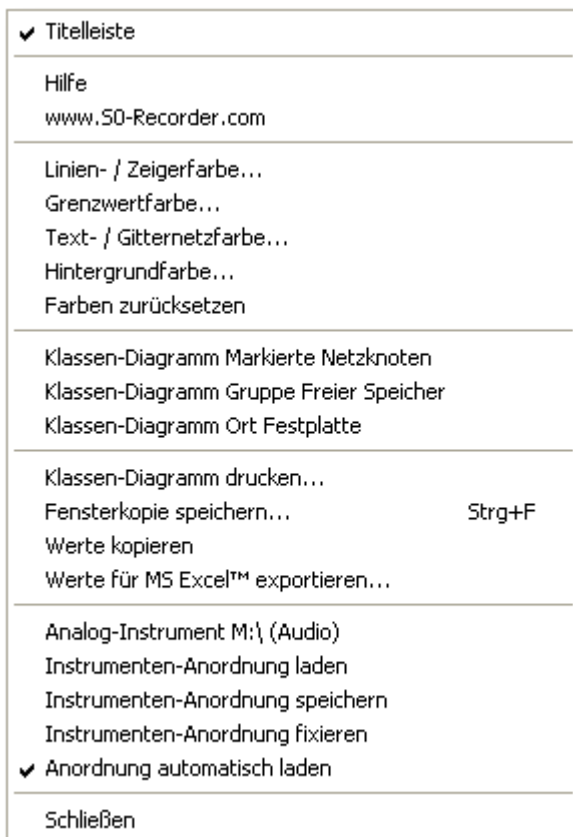 Titelleiste
Hilfe
www.S0-Recorder.com
Linien- / Zeigerfarbe...
Grenzwertfarbe...
Text- / Gitternetzfarbe...
Hintergrundfarbe...
Farben zurücksetzen
Klassen-Diagramm Markierte Netzknoten
Klassen-Diagramm Gruppe Freier Speicher
Klassen-Diagramm Ort Festplatte
Klassen-Diagramm drucken...
Fensterkopie speichern... Strg+F
Werte kopieren
Werte für MS Excel™ exportieren...
Analog-Instrument M:\ (Audio)
Instrumenten-Anordnung laden
Instrumenten-Anordnung speichern
Instrumenten-Anordnung fixieren
Anordnung automatisch laden
Schließen